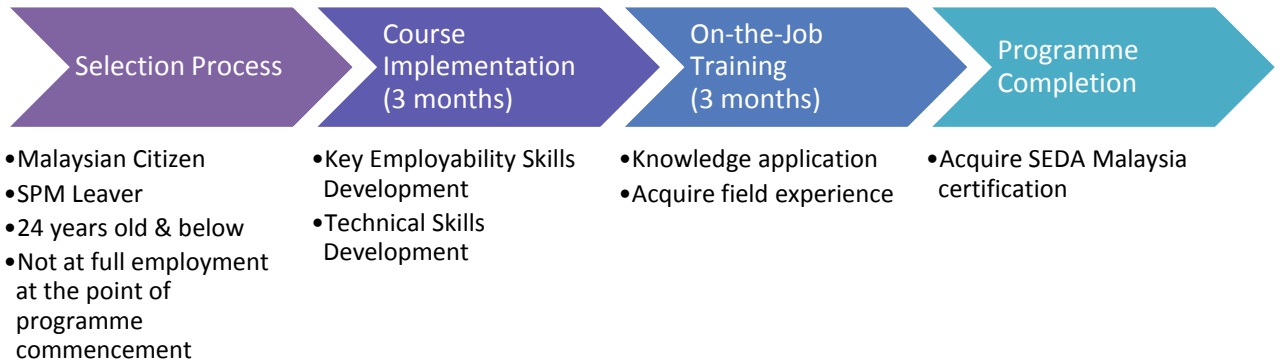 Selection Process
Course
Implementation
(3 months)
On-the-Job
Training
(3 months)
Programme
Completion
•Malaysian Citizen
•SPM Leaver
•24 years old & below
•Not at full employment
at the point of
programme
commencement
•Key Employability Skills
Development
•Technical Skills
Development
•Knowledge application
•Acquire field experience
•Acquire SEDA Malaysia
certification